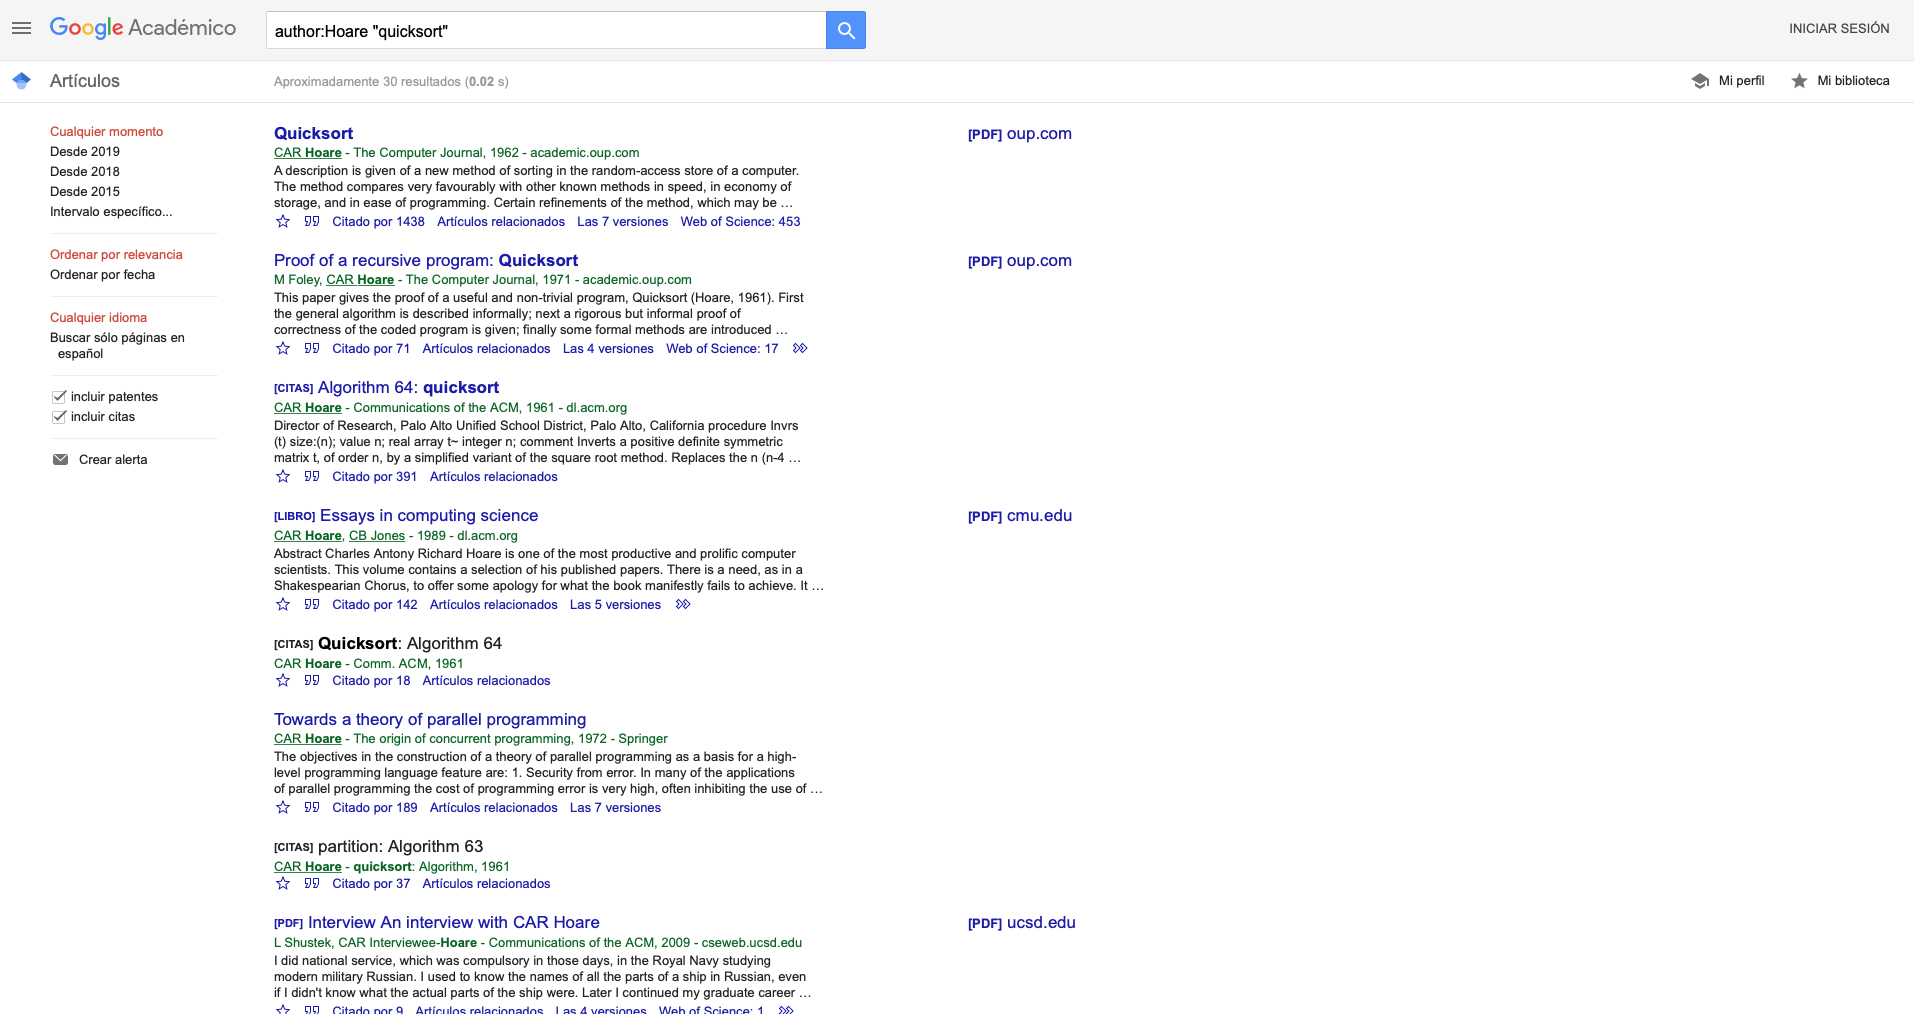 Google Académico
author:Hoare "quicksort"
INICIAR SESIÓN
Artículos
Aproximadamente 30 resultados (0.02 s)
Mi perfil
Mi biblioteca
Cualquier momento
Desde 2019
Desde 2018
Desde 2015
Intervalo específico...
Ordenar por relevancia
Ordenar por fecha
Cualquier idioma
Buscar sólo páginas en
español
incluir patentes
incluir citas
Crear alerta
Quicksort
CAR Hoare - The Computer Journal, 1962 - academic.oup.com
A description is given of a new method of sorting in the random-access store of a computer.
The method compares very favourably with other known methods in speed, in economy of
storage, and in ease of programming. Certain refinements of the method, which may be …
Citado por 1438 Artículos relacionados Las 7 versiones Web of Science: 453
[PDF] oup.com
Proof of a recursive program: Quicksort
M Foley, CAR Hoare - The Computer Journal, 1971 - academic.oup.com
This paper gives the proof of a useful and non-trivial program, Quicksort (Hoare, 1961). First
the general algorithm is described informally; next a rigorous but informal proof of
correctness of the coded program is given; finally some formal methods are introduced …
Citado por 71 Artículos relacionados Las 4 versiones Web of Science: 17
[PDF] oup.com
[CITAS] Algorithm 64: quicksort
CAR Hoare - Communications of the ACM, 1961 - dl.acm.org
Director of Research, Palo Alto Unified School District, Palo Alto, California procedure Invrs
(t) size:(n); value n; real array t~ integer n; comment Inverts a positive definite symmetric
matrix t, of order n, by a simplified variant of the square root method. Replaces the n (n-4 …
Citado por 391 Artículos relacionados
[LIBRO] Essays in computing science
CAR Hoare, CB Jones - 1989 - dl.acm.org
Abstract Charles Antony Richard Hoare is one of the most productive and prolific computer
scientists. This volume contains a selection of his published papers. There is a need, as in a
Shakespearian Chorus, to offer some apology for what the book manifestly fails to achieve. It …
Citado por 142 Artículos relacionados Las 5 versiones
[PDF] cmu.edu
[CITAS] Quicksort: Algorithm 64
CAR Hoare - Comm. ACM, 1961
Citado por 18 Artículos relacionados
Towards a theory of parallel programming
CAR Hoare - The origin of concurrent programming, 1972 - Springer
The objectives in the construction of a theory of parallel programming as a basis for a high-
level programming language feature are: 1. Security from error. In many of the applications
of parallel programming the cost of programming error is very high, often inhibiting the use of …
Citado por 189 Artículos relacionados Las 7 versiones
[CITAS] partition: Algorithm 63
CAR Hoare - quicksort: Algorithm, 1961
Citado por 37 Artículos relacionados
[PDF] Interview An interview with CAR Hoare
L Shustek, CAR Interviewee-Hoare - Communications of the ACM, 2009 - cseweb.ucsd.edu
I did national service, which was compulsory in those days, in the Royal Navy studying
modern military Russian. I used to know the names of all the parts of a ship in Russian, even
if I didn't know what the actual parts of the ship were. Later I continued my graduate career …
Citado por 9 Artículos relacionados Las 4 versiones Web of Science: 1
[PDF] ucsd.edu